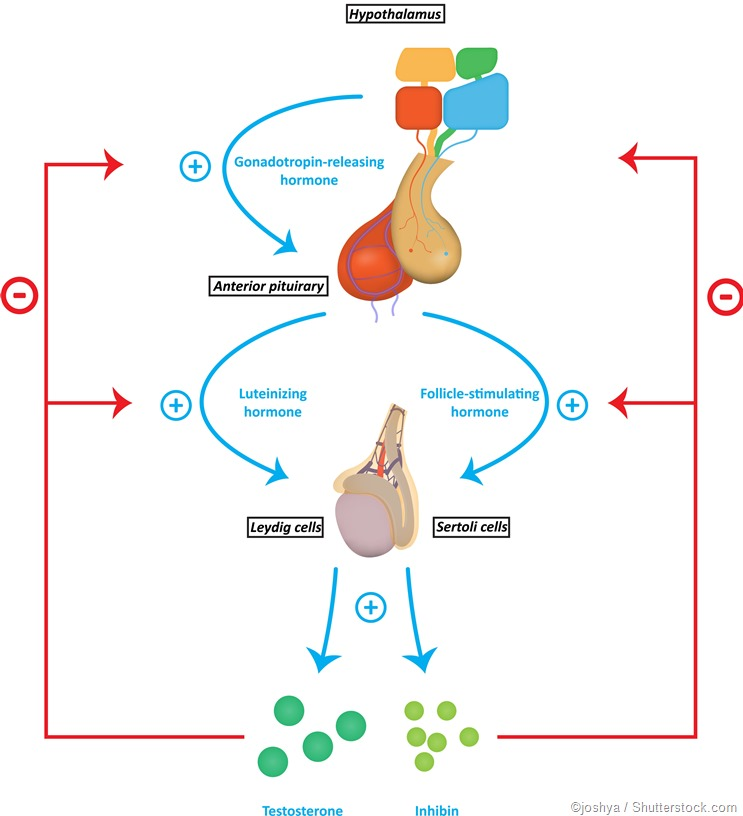 Hypothalamus
+
Gonadotropin-releasing
hormone
Anterior pituirary
-
-
+
Luteinizing
hormone
Follicle-stimulating
hormone
+
Leydig cells
Sertoli cells
+
Testosterone
Inhibin
©joshya / Shutterstock.com